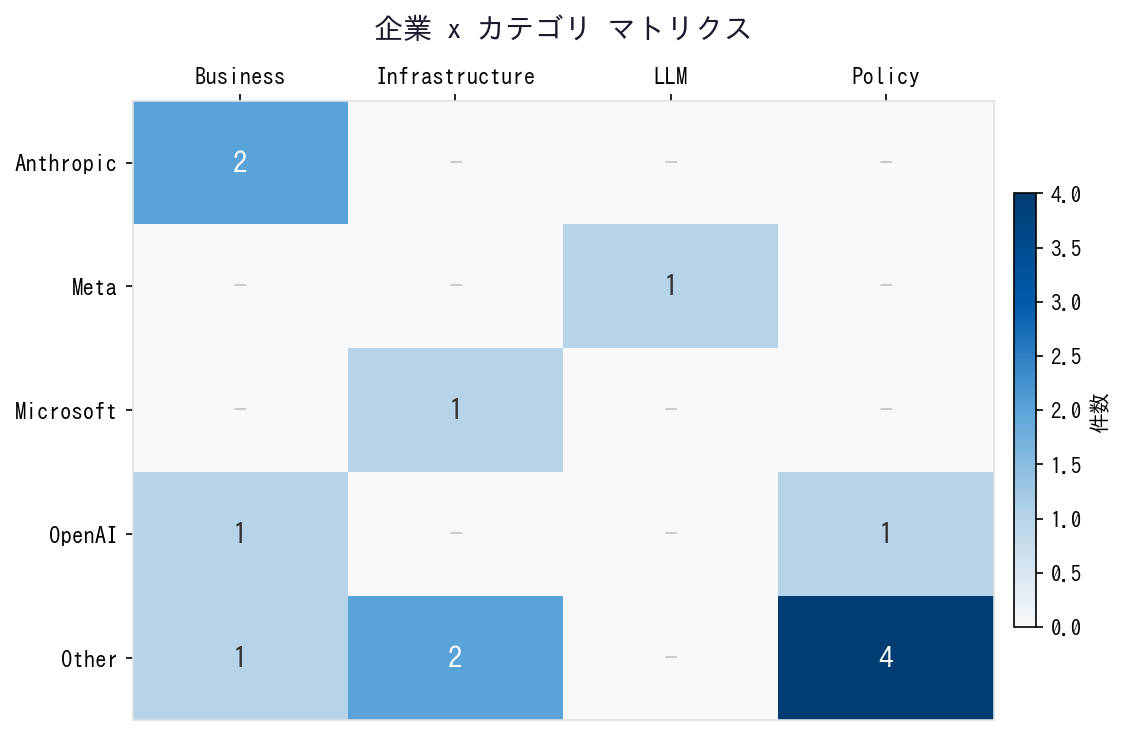 企業 x カテゴリ マトリクス
Business Infrastructure LLM Policy
Anthropic 2 — — —
Meta — — 1 —
Microsoft — 1 — —
OpenAI 1 — — 1
Other 1 2 — 4
4.0
3.5
3.0
2.5
2.0
1.5
1.0
0.5
0.0
件数